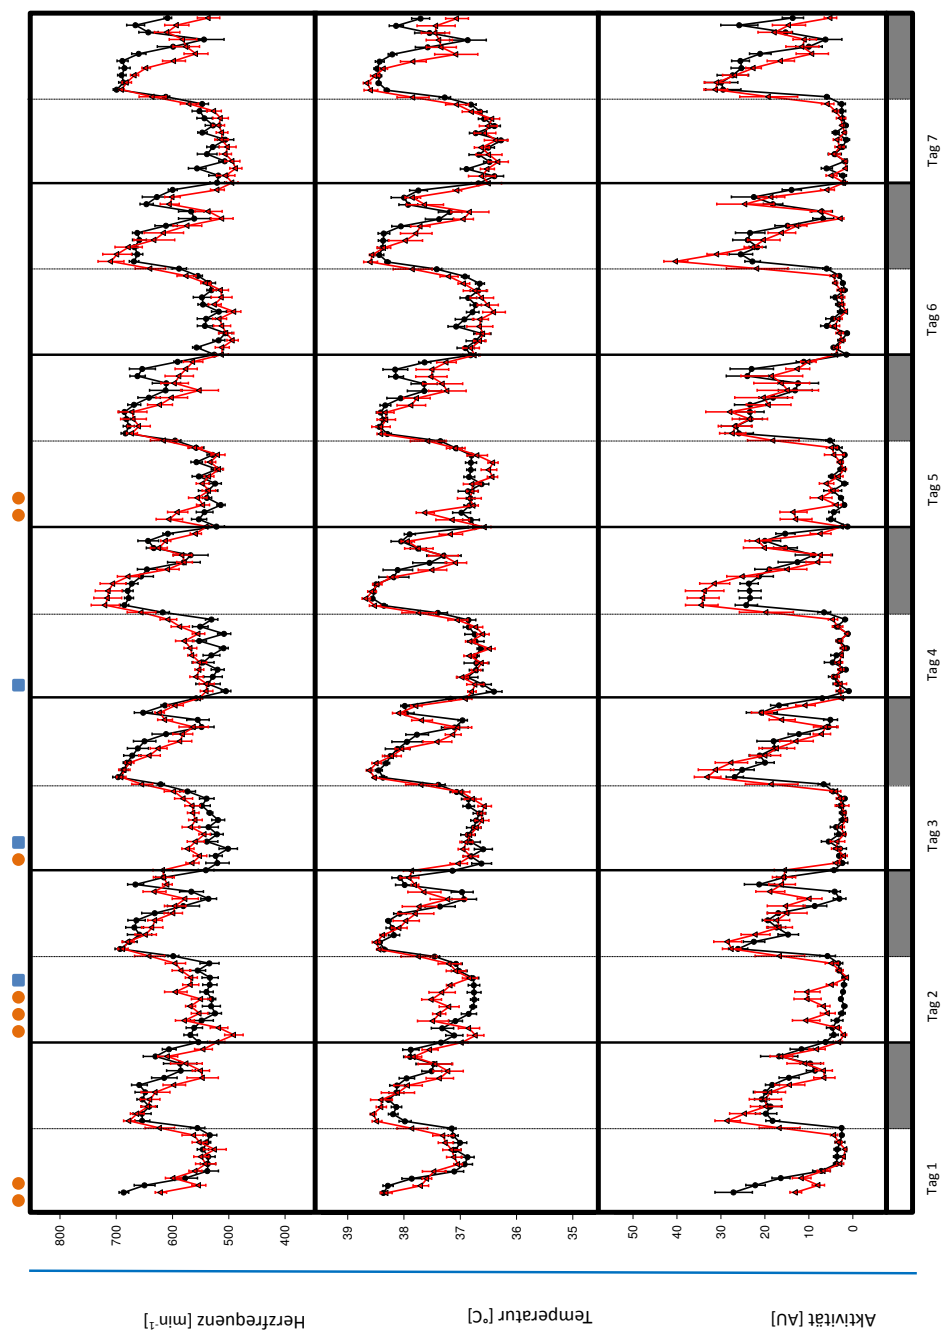 Herzfrequenz [min⁻¹]
800
700
600
500
400
Temperatur [°C]
39
38
37
36
35
Aktivität [AU]
50
40
30
20
10
0
Tag 1
Tag 2
Tag 3
Tag 4
Tag 5
Tag 6
Tag 7